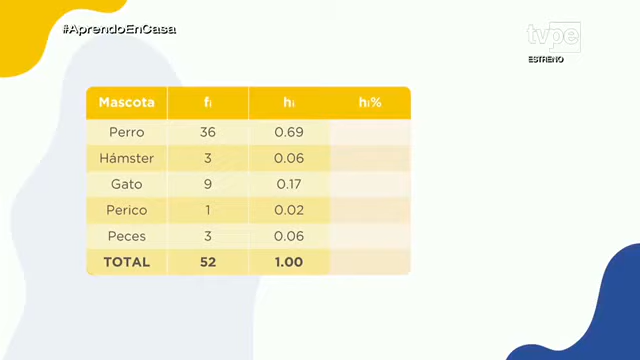 #AprendoEnCasa
tvpe
ESTRENO
Mascota fi hi hi%
Perro 36 0.69
Hámster 3 0.06
Gato 9 0.17
Perico 1 0.02
Peces 3 0.06
TOTAL 52 1.00